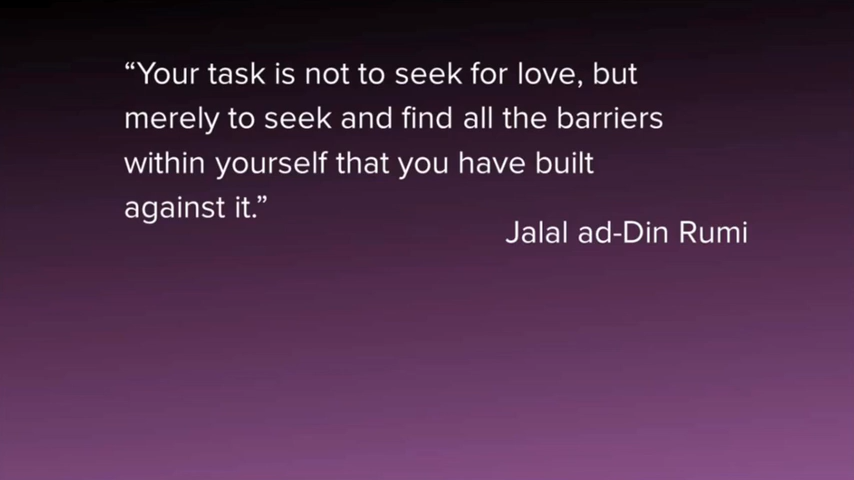 “Your task is not to seek for love, but
merely to seek and find all the barriers
within yourself that you have built
against it.”
Jalal ad-Din Rumi